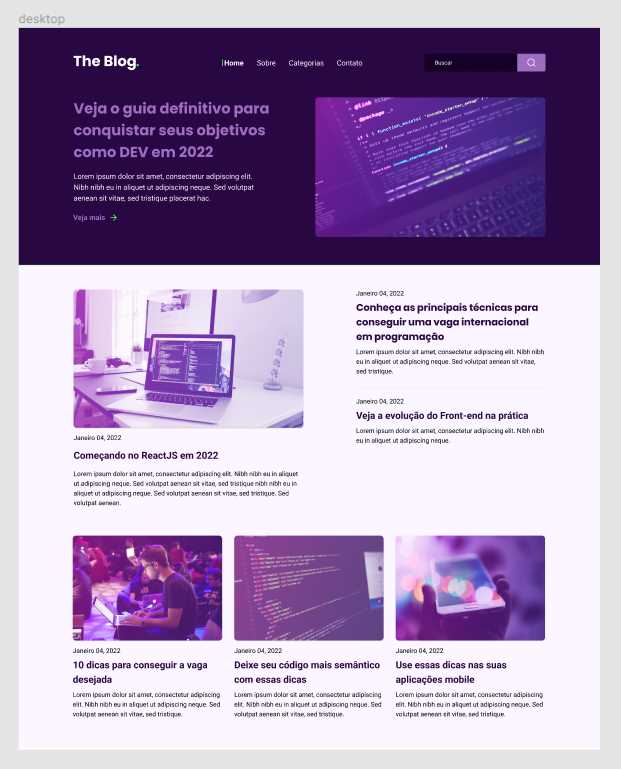 desktop
The Blog.
Home Sobre Categorias Contato
Buscar
Veja o guia definitivo para
conquistar seus objetivos
como DEV em 2022
Lorem ipsum dolor sit amet, consectetur adipiscing elit.
Nibh nibh eu in aliquet ut adipiscing neque. Sed volutpat
aenean sit vitae, sed tristique placerat hac.
Veja mais
Janeiro 04, 2022
Começando no ReactJS em 2022
Lorem ipsum dolor sit amet, consectetur adipiscing elit. Nibh nibh eu in aliquet
ut adipiscing neque. Sed volutpat aenean sit vitae, sed tristique nibh nibh eu in
aliquet ut adipiscing neque. Sed volutpat aenean sit vitae, sed tristique. Sed
volutpat aenean.
Janeiro 04, 2022
Conheça as principais técnicas para
conseguir uma vaga internacional
em programação
Lorem ipsum dolor sit amet, consectetur adipiscing elit. Nibh nibh
eu in aliquet ut adipiscing neque. Sed volutpat aenean sit vitae,
sed tristique.
Janeiro 04, 2022
Veja a evolução do Front-end na prática
Lorem ipsum dolor sit amet, consectetur adipiscing elit. Nibh nibh
eu in aliquet ut adipiscing neque.
Janeiro 04, 2022
10 dicas para conseguir a vaga
desejada
Lorem ipsum dolor sit amet, consectetur adipiscing
elit. Nibh nibh eu in aliquet ut adipiscing neque. Sed
volutpat aenean sit vitae, sed tristique.
Janeiro 04, 2022
Deixe seu código mais semântico
com essas dicas
Lorem ipsum dolor sit amet, consectetur adipiscing
elit. Nibh nibh eu in aliquet ut adipiscing neque. Sed
volutpat aenean sit vitae, sed tristique.
Janeiro 04, 2022
Use essas dicas nas suas
aplicações mobile
Lorem ipsum dolor sit amet, consectetur adipiscing
elit. Nibh nibh eu in aliquet ut adipiscing neque. Sed
volutpat aenean sit vitae, sed tristique.